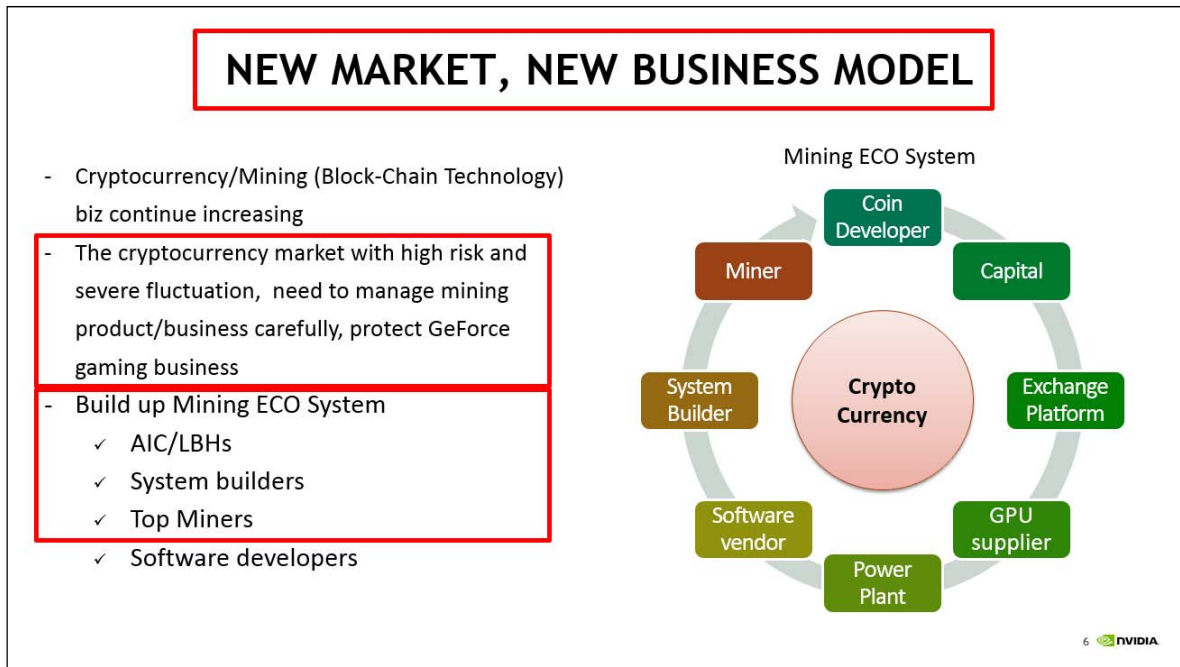 NEW MARKET, NEW BUSINESS MODEL
- Cryptocurrency/Mining (Block-Chain Technology)
biz continue increasing
- The cryptocurrency market with high risk and
severe fluctuation, need to manage mining
product/business carefully, protect GeForce
gaming business
- Build up Mining ECO System
✓ AIC/LBHs
✓ System builders
✓ Top Miners
✓ Software developers
Mining ECO System
Coin
Developer
Capital
Exchange
Platform
GPU
supplier
Power
Plant
Software
vendor
System
Builder
Miner
Crypto
Currency
6 NVIDIA.